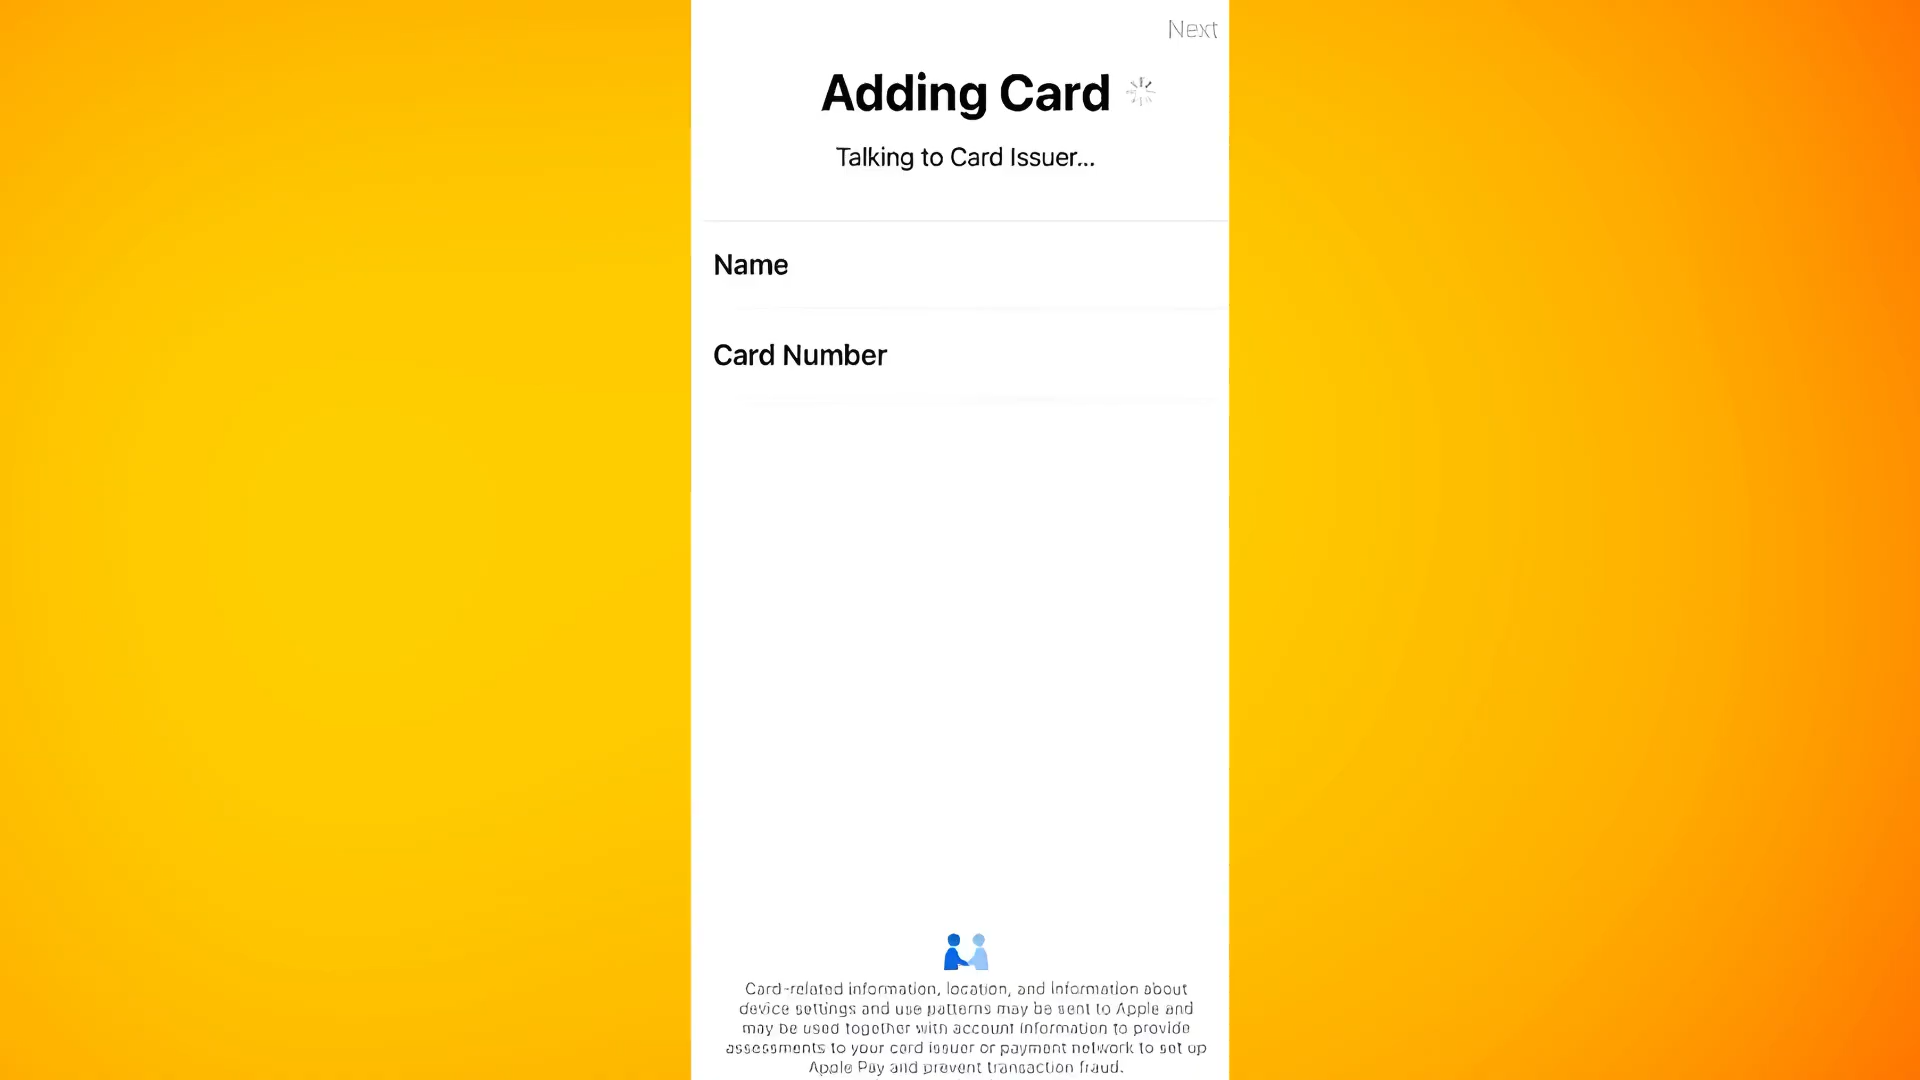 Next
Adding Card
Talking to Card Issuer...
Name
Card Number
Card-related information, location, and information about
device settings and use patterns may be sent to Apple and
may be used together with account information to provide
assessments to your card issuer or payment network to set up
Apple Pay and prevent transaction fraud.